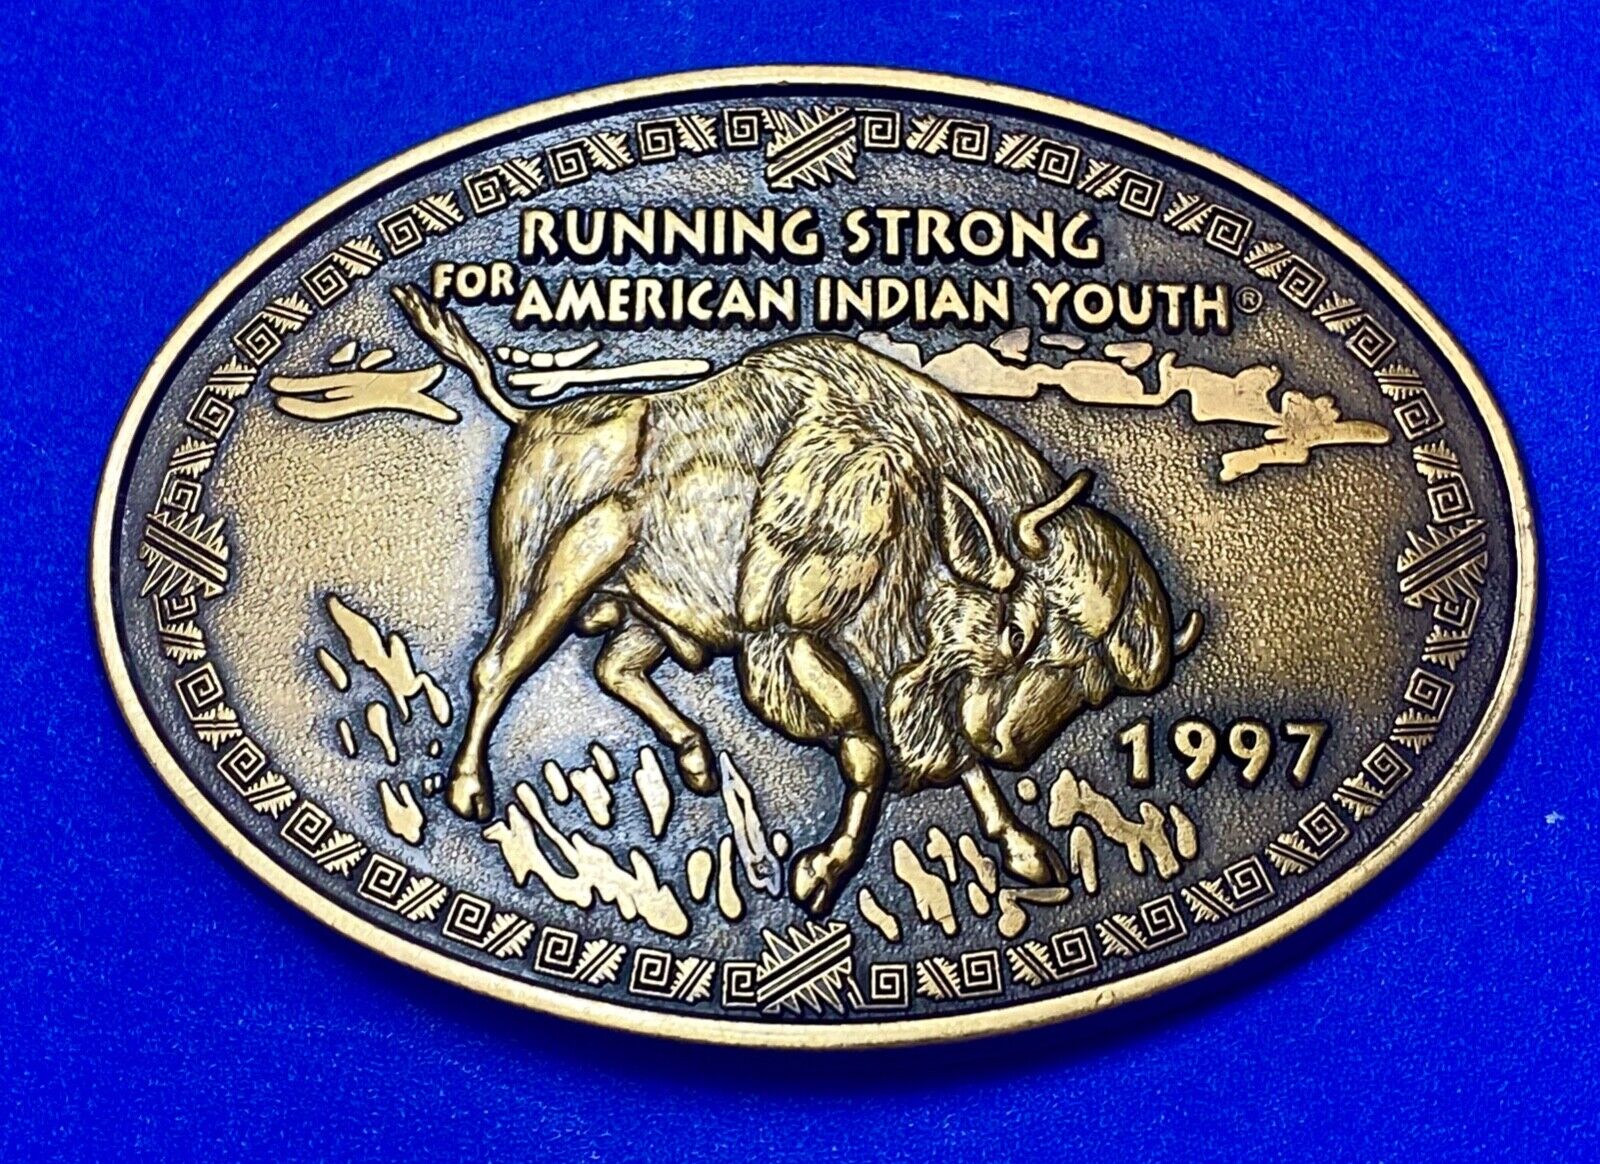 RUNNING STRONG
FOR AMERICAN INDIAN YOUTH®
1997